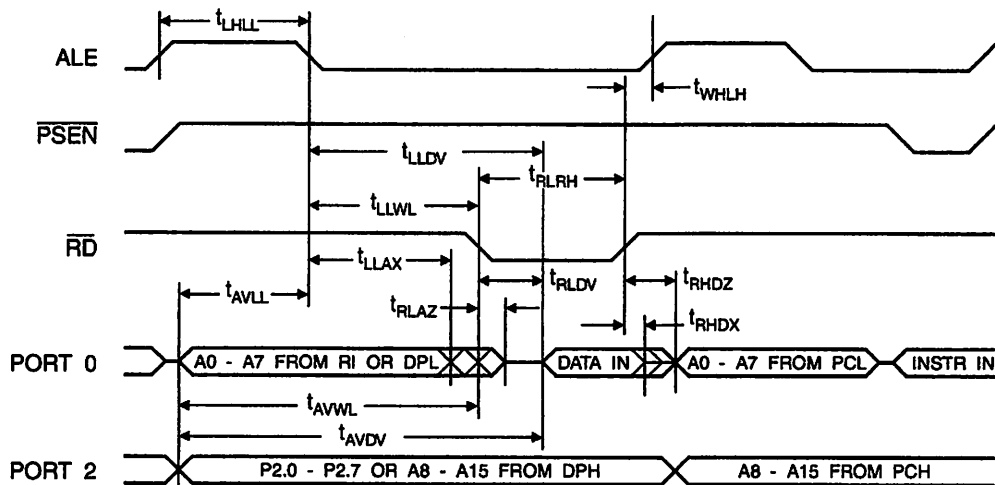 tLHLL
ALE
tWHLH
PSEN
tLLDV
tRLRH
tLLWL
RD
tLLAX
tRLDV
tRHDZ
tAVLL
tRLAZ
tRHDX
PORT 0
A0 - A7 FROM RI OR DPL
DATA IN
A0 - A7 FROM PCL
INSTR IN
tAVWL
tAVDV
PORT 2
P2.0 - P2.7 OR A8 - A15 FROM DPH
A8 - A15 FROM PCH